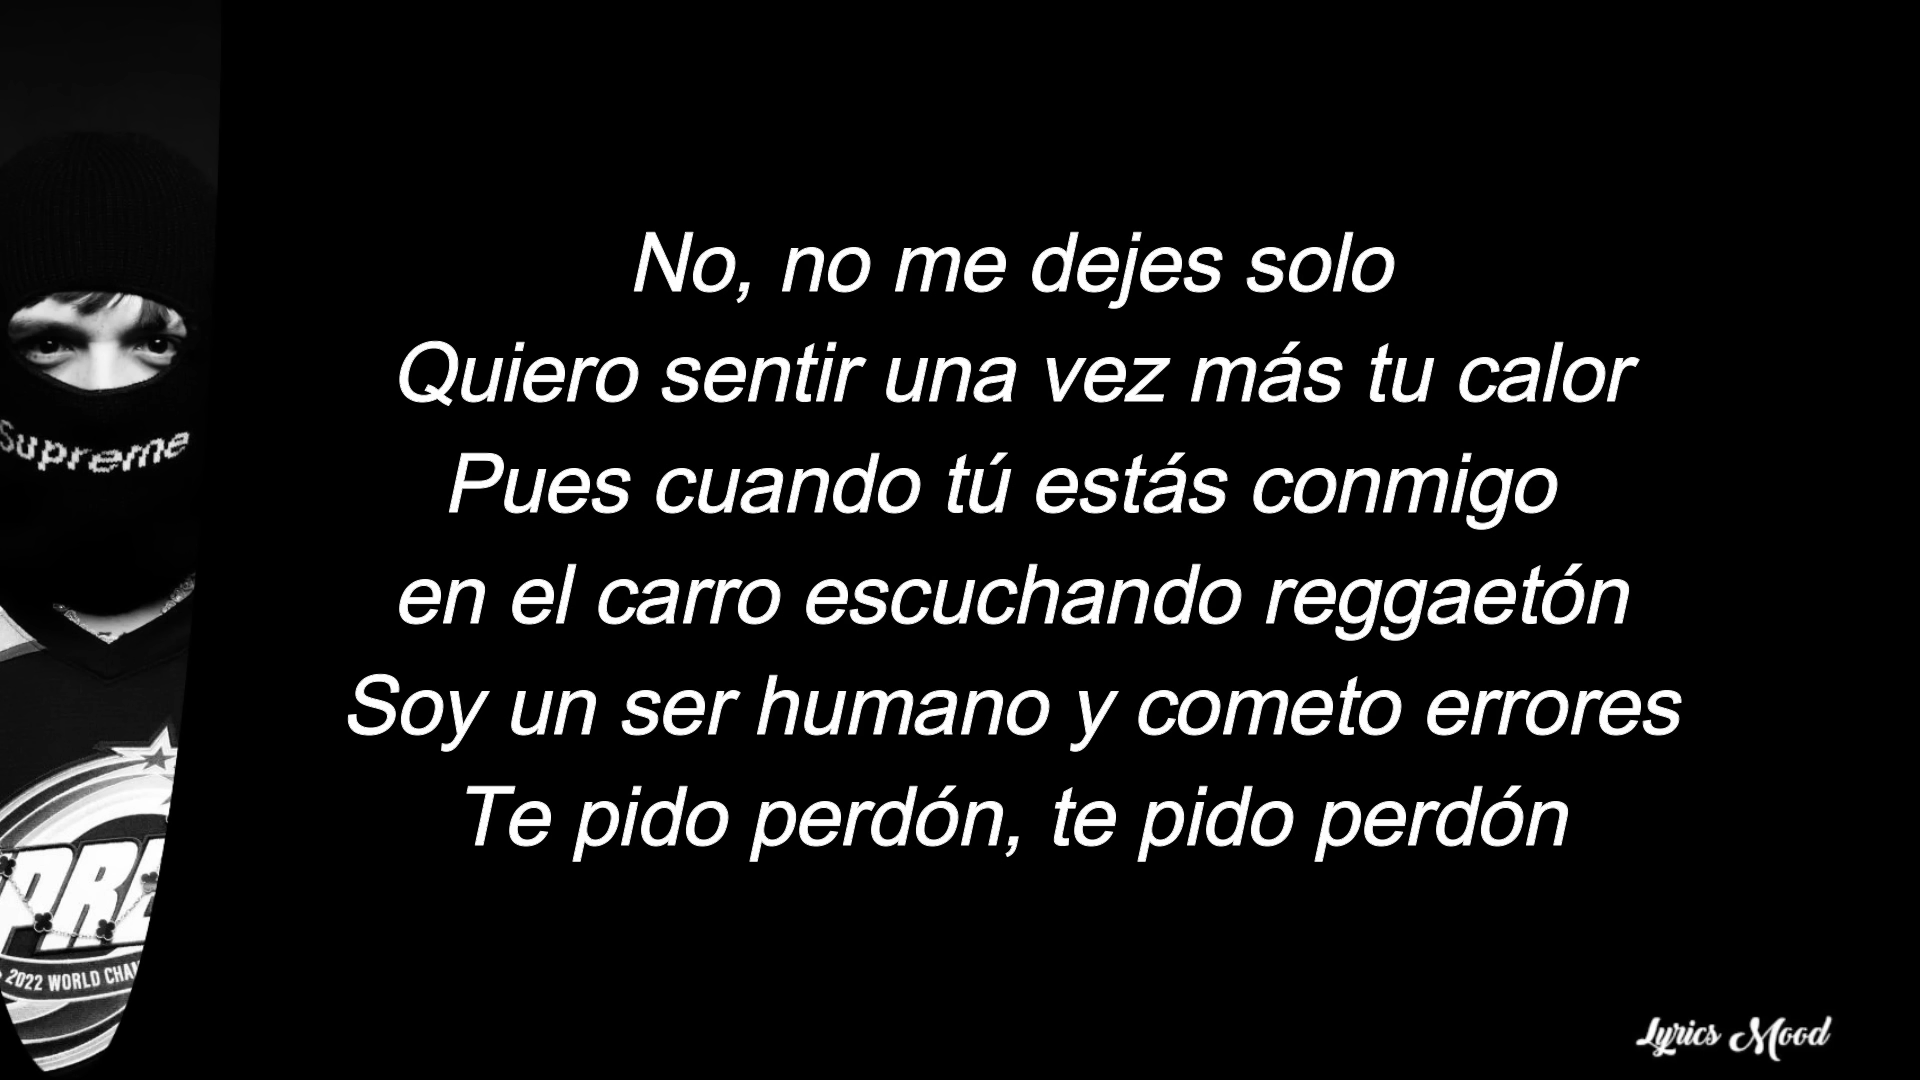 No, no me dejes solo
Quiero sentir una vez más tu calor
Pues cuando tú estás conmigo
en el carro escuchando reggaetón
Soy un ser humano y cometo errores
Te pido perdón, te pido perdón
Supreme
PRE
2022 WORLD CHAM
Lyrics Mood